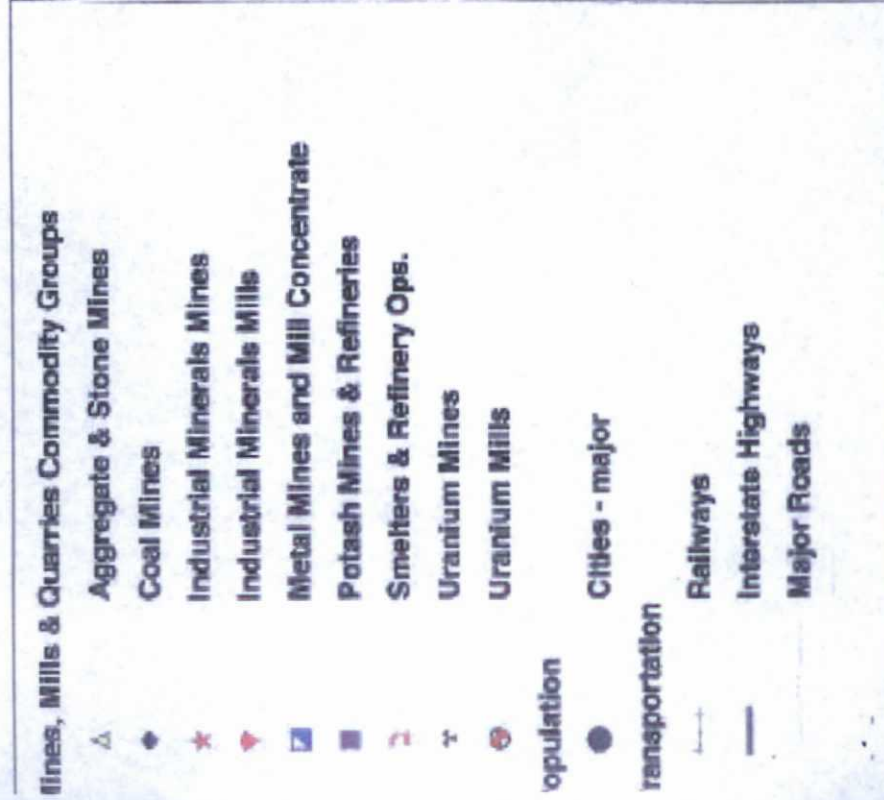 lines, Mills & Quarries Commodity Groups
Aggregate & Stone Mines
Coal Mines
Industrial Minerals Mines
Industrial Minerals Mills
Metal Mines and Mill Concentrate
Potash Mines & Refineries
Smelters & Refinery Ops.
Uranium Mines
Uranium Mills
opulation
Cities - major
ransportation
Railways
Interstate Highways
Major Roads